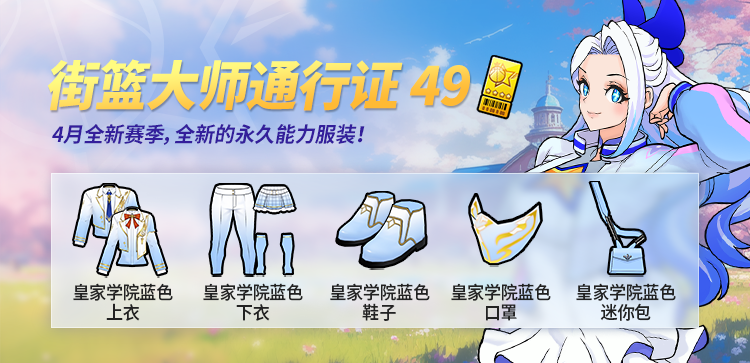 街篮大师通行证 49
4月全新赛季, 全新的永久能力服装!
皇家学院蓝色
上衣
皇家学院蓝色
下衣
皇家学院蓝色
鞋子
皇家学院蓝色
口罩
皇家学院蓝色
迷你包